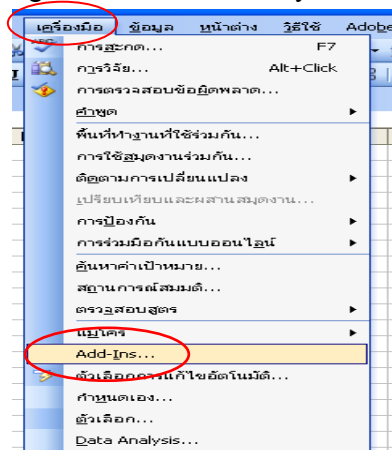 เครื่องมือ ข้อมูล หน้าต่าง วิธีใช้ Adobe
การสะกด... F7
การวิจัย... Alt+Click
การตรวจสอบข้อผิดพลาด...
คำพูด
พื้นที่ทำงานที่ใช้ร่วมกัน...
การใช้สมุดงานร่วมกัน...
ติดตามการเปลี่ยนแปลง
เปรียบเทียบและผสานสมุดงาน...
การป้องกัน
การร่วมมือกันแบบออนไลน์
ค้นหาค่าเป้าหมาย...
สถานการณ์สมมติ...
ตรวจสอบสูตร
แมโคร
Add-Ins...
ตัวเลือกการแก้ไขอัตโนมัติ...
กำหนดเอง...
ตัวเลือก...
Data Analysis...